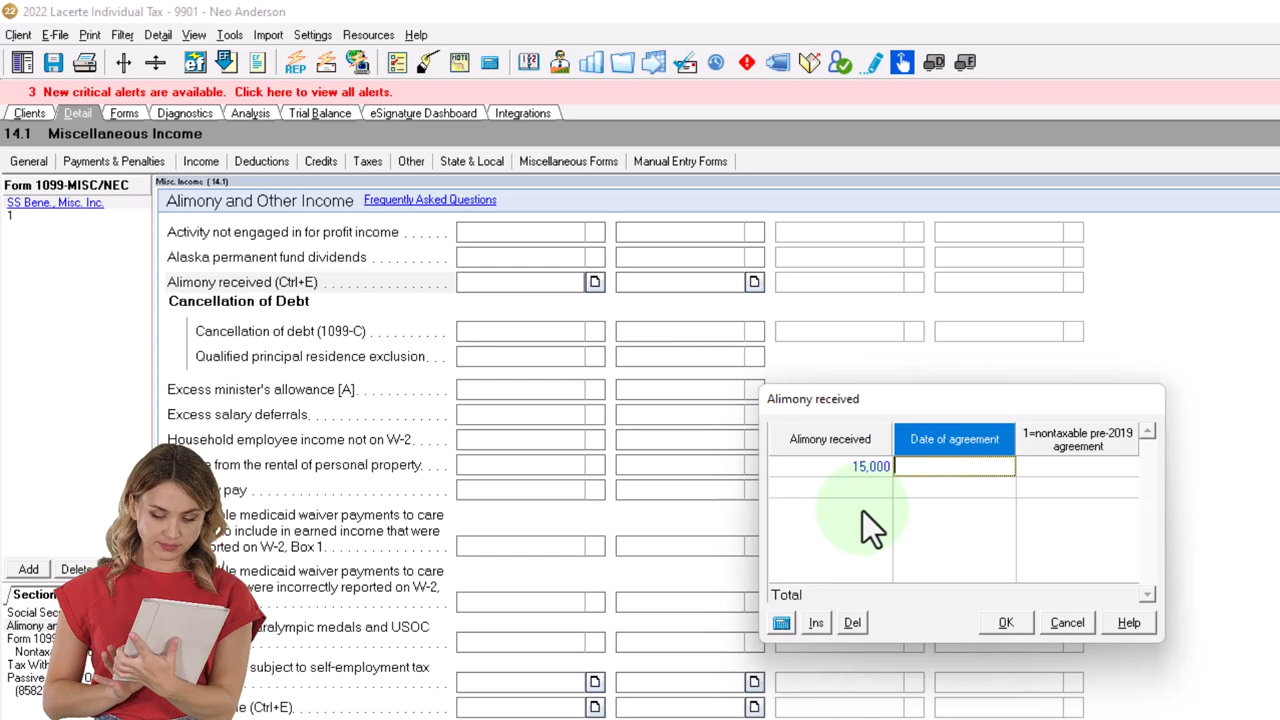 22 2022 Lacerte Individual Tax - 9901 - Neo Anderson
Client E-File Print Filter Detail View Tools Import Settings Resources Help
REP NOTE
3 New critical alerts are available. Click here to view all alerts.
Clients Detail Forms Diagnostics Analysis Trial Balance eSignature Dashboard Integrations
14.1 Miscellaneous Income
General Payments & Penalties Income Deductions Credits Taxes Other State & Local Miscellaneous Forms Manual Entry Forms
Form 1099-MISC/NEC
SS Bene., Misc. Inc.
1
Misc. Income (14.1)
Alimony and Other Income Frequently Asked Questions
Activity not engaged in for profit income . . . . . .
Alaska permanent fund dividends . . . . . . . . . .
Alimony received (Ctrl+E) . . . . . . . . . . . . . . . .
Cancellation of Debt
Cancellation of debt (1099-C) . . . . . . . . . .
Qualified principal residence exclusion. . .
Excess minister's allowance [A]. . . . . . . . . . . .
Excess salary deferrals. . . . . . . . . . . . . . . . . .
Household employee income not on W-2. . . . .
from the rental of personal property. . . .
pay . . . . . . . . . . . . . . . . . . . . . . . . .
medicaid waiver payments to care
o include in earned income that were
orted on W-2, Box 1. . . . . . . . . . . . . . . .
le medicaid waiver payments to care
were incorrectly reported on W-2,
aralympic medals and USOC
subject to self-employment tax
e (Ctrl+E). . . . . . . . . . . . . . . . . . .
Add Delete
Section
Social Sec
Alimony an
Form 109
Nontax
Tax With
Passive
(8582
Alimony received
Alimony received Date of agreement 1=nontaxable pre-2019 agreement
15,000
Total
Ins Del OK Cancel Help